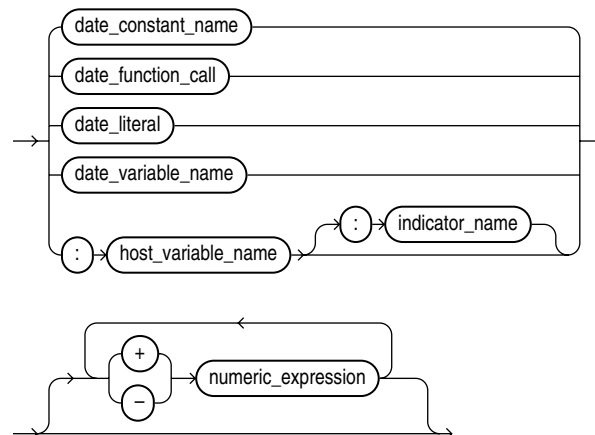 date_constant_name
date_function_call
date_literal
date_variable_name
: host_variable_name : indicator_name
+
numeric_expression
−